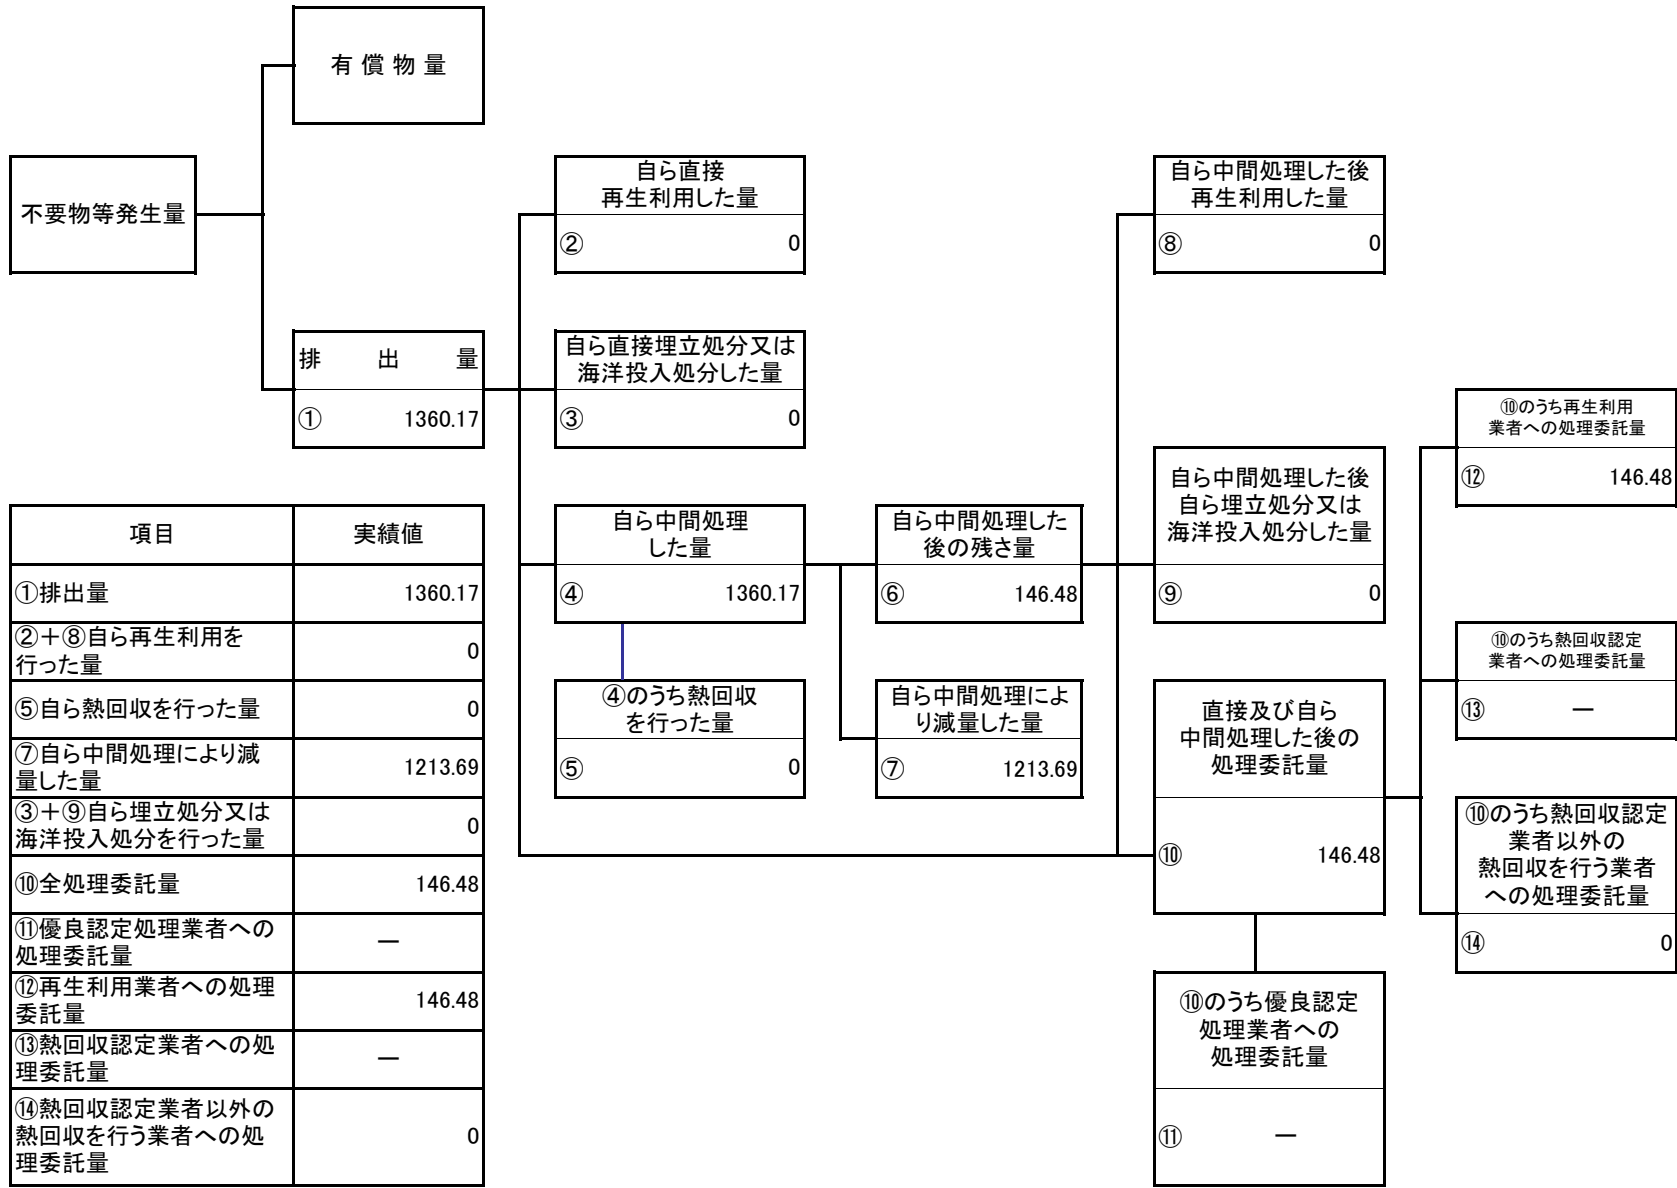 有 償 物 量
不要物等発生量
排 出 量
① 1360.17
自ら直接
再生利用した量
② 0
自ら直接埋立処分又は
海洋投入処分した量
③ 0
自ら中間処理
した量
④ 1360.17
④のうち熱回収
を行った量
⑤ 0
自ら中間処理した
後の残さ量
⑥ 146.48
自ら中間処理によ
り減量した量
⑦ 1213.69
自ら中間処理した後
再生利用した量
⑧ 0
自ら中間処理した後
自ら埋立処分又は
海洋投入処分した量
⑨ 0
直接及び自ら
中間処理した後の
処理委託量
⑩ 146.48
⑩のうち優良認定
処理業者への
処理委託量
⑪ ー
⑩のうち再生利用
業者への処理委託量
⑫ 146.48
⑩のうち熱回収認定
業者への処理委託量
⑬ ー
⑩のうち熱回収認定
業者以外の
熱回収を行う業者
への処理委託量
⑭ 0
項目 実績値
①排出量 1360.17
②＋⑧自ら再生利用を
行った量 0
⑤自ら熱回収を行った量 0
⑦自ら中間処理により減
量した量 1213.69
③＋⑨自ら埋立処分又は
海洋投入処分を行った量 0
⑩全処理委託量 146.48
⑪優良認定処理業者への
処理委託量 ー
⑫再生利用業者への処理
委託量 146.48
⑬熱回収認定業者への処
理委託量 ー
⑭熱回収認定業者以外の
熱回収を行う業者への処
理委託量 0